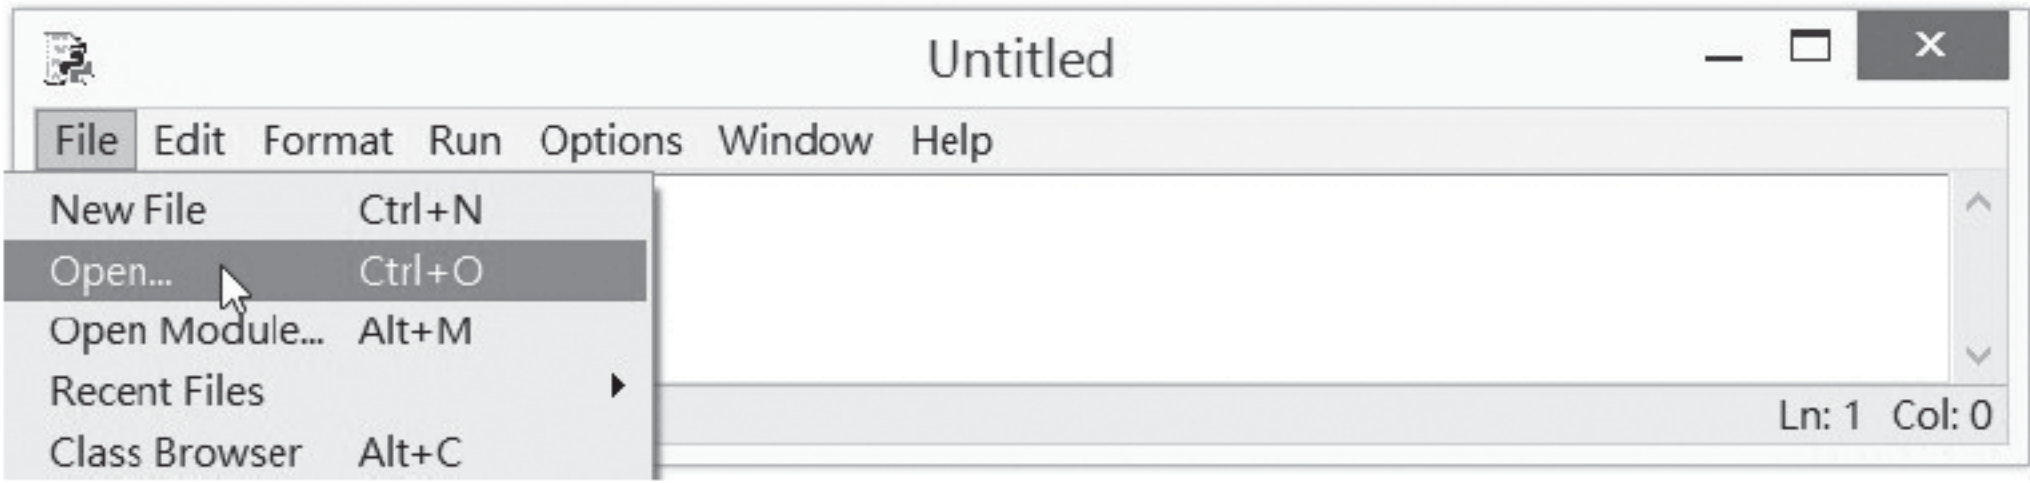 Untitled
File Edit Format Run Options Window Help
New File Ctrl+N
Open... Ctrl+O
Open Module... Alt+M
Recent Files
Class Browser Alt+C
Ln: 1 Col: 0